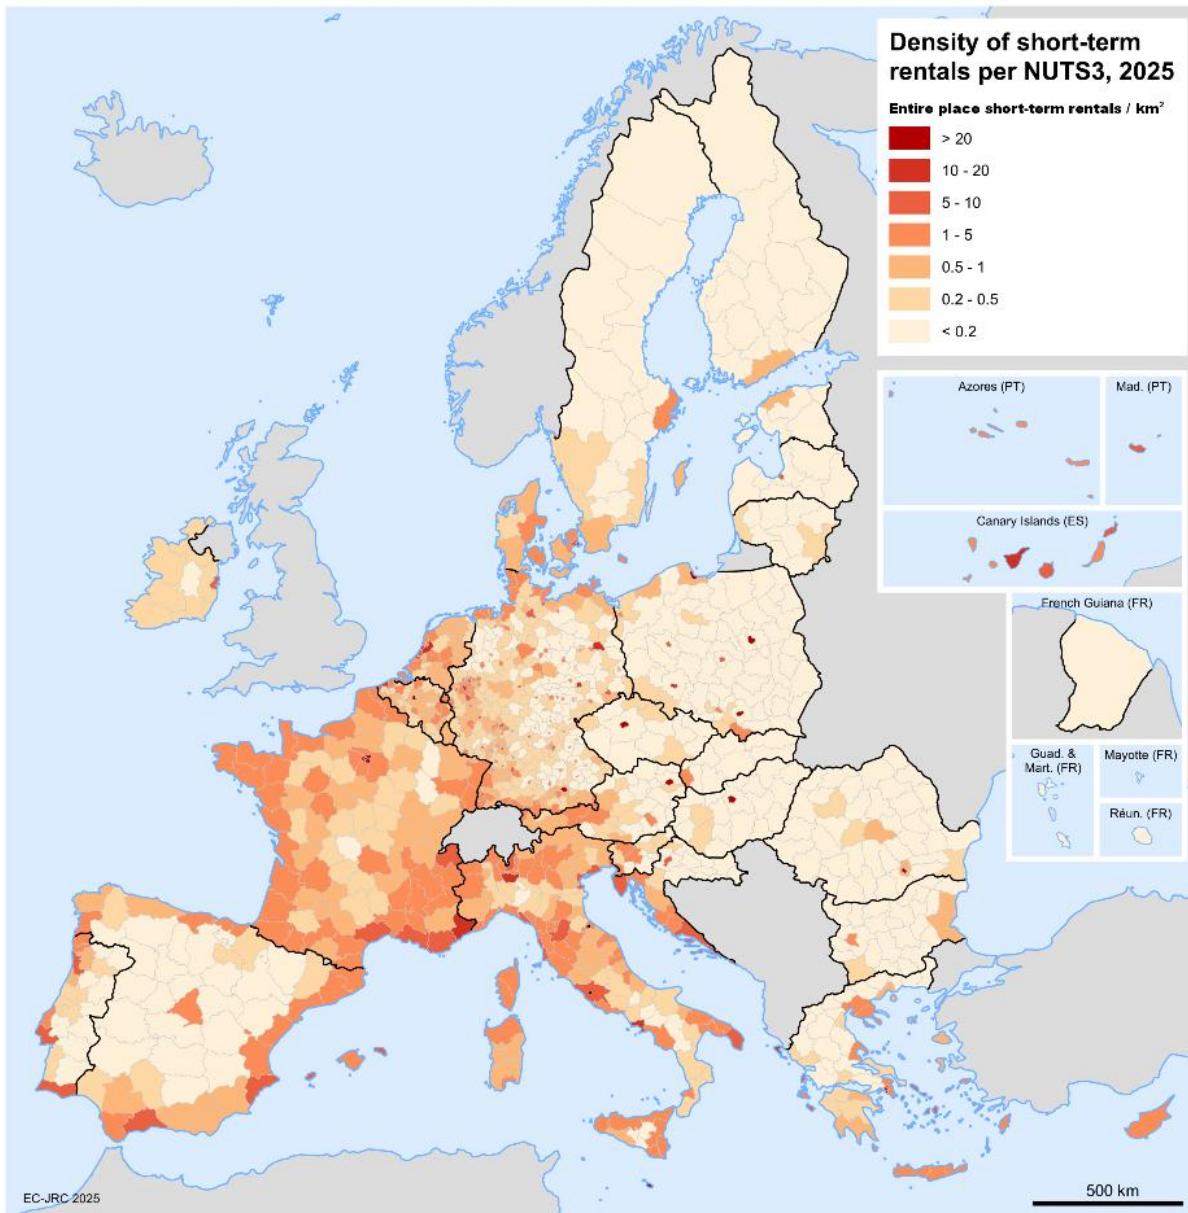 Density of short-term
rentals per NUTS3, 2025
Entire place short-term rentals / km²
> 20
10 - 20
5 - 10
1 - 5
0.5 - 1
0.2 - 0.5
< 0.2
Azores (PT)
Mad. (PT)
Canary Islands (ES)
French Guiana (FR)
Guad. &
Mart. (FR)
Mayotte (FR)
Réun. (FR)
EC-JRC 2025
500 km